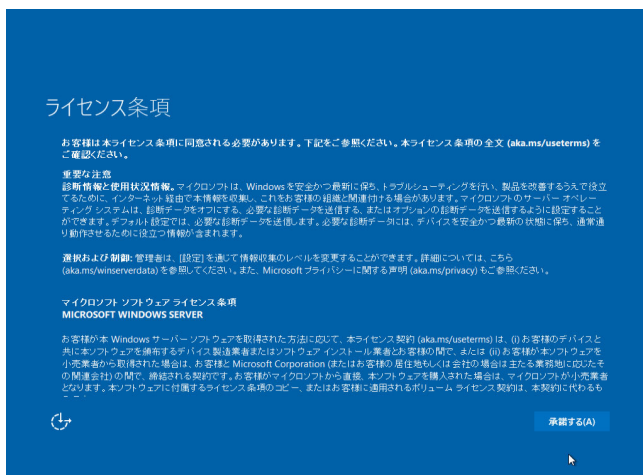 ライセンス条項
お客様は本ライセンス条項に同意される必要があります。下記をご参照ください。本ライセンス条項の全文 (aka.ms/useterms) を
ご確認ください。
重要な注意
診断情報と使用状況情報。マイクロソフトは、Windows を安全かつ最新に保ち、トラブルシューティングを行い、製品を改善するうえで役立
てるために、インターネット経由で本情報を収集し、これをお客様の組織と関連付ける場合があります。マイクロソフトのサーバー オペレー
ティング システムは、診断データをオフにする、必要な診断データを送信する、またはオプションの診断データを送信するように設定すること
ができます。デフォルト設定では、必要な診断データを送信します。必要な診断データには、デバイスを安全かつ最新の状態に保ち、通常通
り動作させるために役立つ情報が含まれます。
選択および制御: 管理者は、[設定] を通じて情報収集のレベルを変更することができます。詳細については、こちら
(aka.ms/winserverdata) を参照してください。また、Microsoft プライバシーに関する声明 (aka.ms/privacy) もご参照ください。
マイクロソフト ソフトウェア ライセンス条項
MICROSOFT WINDOWS SERVER
お客様が本 Windows サーバー ソフトウェアを取得された方法に応じて、本ライセンス契約 (aka.ms/useterms) は、(i) お客様のデバイスと
共に本ソフトウェアを頒布するデバイス製造業者またはソフトウェア インストール業者とお客様の間で、または (ii) お客様が本ソフトウェアを
小売業者から取得された場合は、お客様と Microsoft Corporation (またはお客様の居住地もしくは会社の場合は主たる業務地に応じたそ
の関連会社) の間で、締結される契約です。お客様がマイクロソフトから直接、本ソフトウェアを購入された場合は、マイクロソフトが小売業者
となります。本ソフトウェアに付属するライセンス条項のコピー、またはお客様に適用されるボリューム ライセンス契約は、本契約に代わるも
承諾する(A)